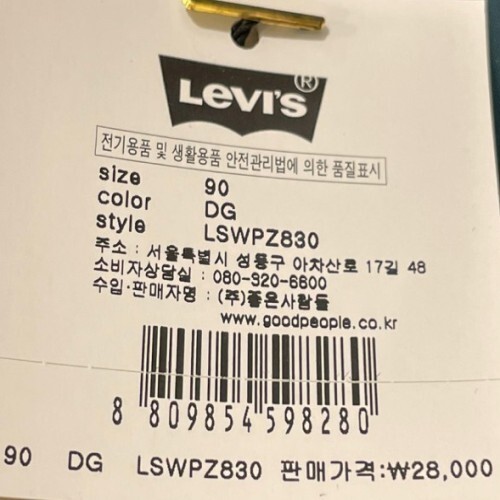 Levi's ®
전기용품 및 생활용품 안전관리법에 의한 품질표시
size 90
color DG
style LSWPZ830
주소 : 서울특별시 성동구 아차산로 17길 48
소비자상담실 : 080-920-6600
수입·판매자명 : (주)좋은사람들
www.goodpeople.co.kr
8 809854 598280
90 DG LSWPZ830 판매가격:₩28,000